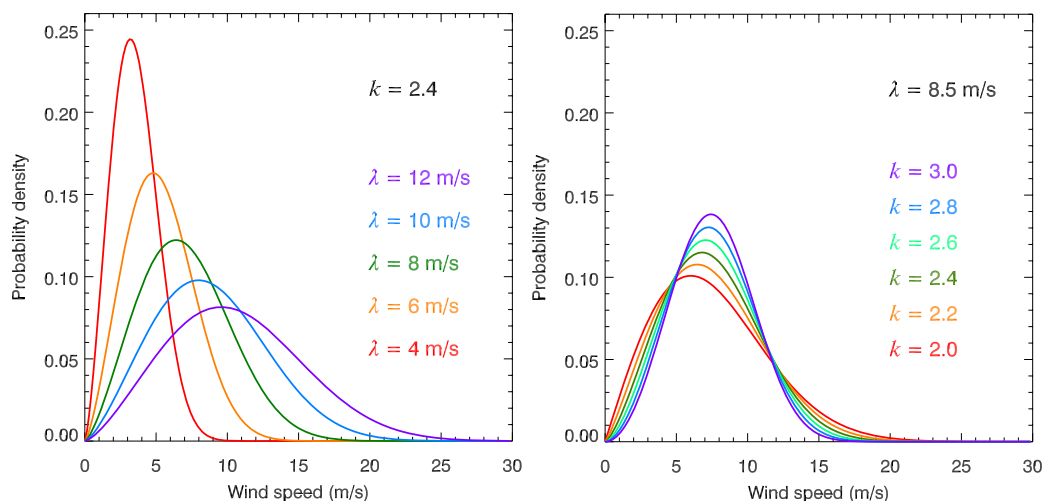 0.25
0.20
0.15
0.10
0.05
0.00
Probability density
k = 2.4
λ = 12 m/s
λ = 10 m/s
λ = 8 m/s
λ = 6 m/s
λ = 4 m/s
0 5 10 15 20 25 30
Wind speed (m/s)
0.25
0.20
0.15
0.10
0.05
0.00
Probability density
λ = 8.5 m/s
k = 3.0
k = 2.8
k = 2.6
k = 2.4
k = 2.2
k = 2.0
0 5 10 15 20 25 30
Wind speed (m/s)